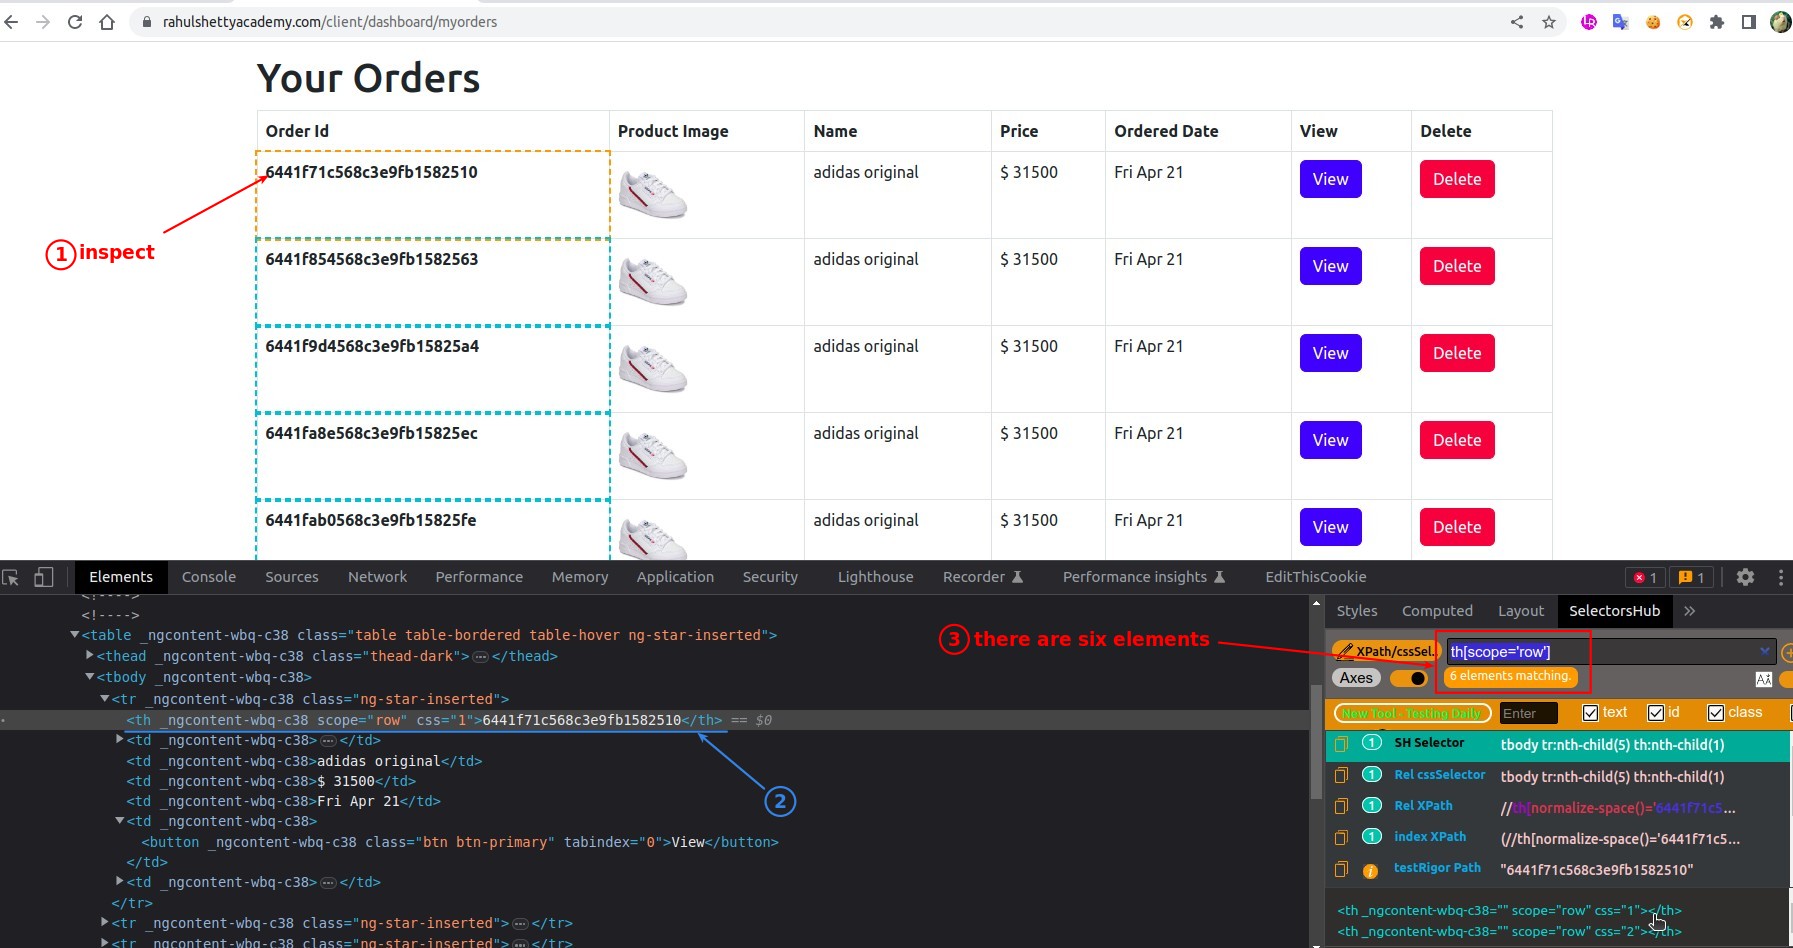 rahulshettyacademy.com/client/dashboard/myorders
Your Orders
Order Id Product Image Name Price Ordered Date View Delete
6441f71c568c3e9fb1582510 adidas original $ 31500 Fri Apr 21 View Delete
1 inspect
6441f854568c3e9fb1582563 adidas original $ 31500 Fri Apr 21 View Delete
6441f9d4568c3e9fb15825a4 adidas original $ 31500 Fri Apr 21 View Delete
6441fa8e568c3e9fb15825ec adidas original $ 31500 Fri Apr 21 View Delete
6441fab0568c3e9fb15825fe adidas original $ 31500 Fri Apr 21 View Delete
Elements Console Sources Network Performance Memory Application Security Lighthouse Recorder Performance insights EditThisCookie 1 1
<!---->
<!---->
<table _ngcontent-wbq-c38 class="table table-bordered table-hover ng-star-inserted">
<thead _ngcontent-wbq-c38 class="thead-dark">…</thead>
<tbody _ngcontent-wbq-c38>
<tr _ngcontent-wbq-c38 class="ng-star-inserted">
<th _ngcontent-wbq-c38 scope="row" css="1">6441f71c568c3e9fb1582510</th> == $0
<td _ngcontent-wbq-c38>…</td>
<td _ngcontent-wbq-c38>adidas original</td>
<td _ngcontent-wbq-c38>$ 31500</td>
<td _ngcontent-wbq-c38>Fri Apr 21</td>
<td _ngcontent-wbq-c38>
<button _ngcontent-wbq-c38 class="btn btn-primary" tabindex="0">View</button>
</td>
<td _ngcontent-wbq-c38>…</td>
</tr>
<tr _ngcontent-wbq-c38 class="ng-star-inserted">…</tr>
<tr _ngcontent-wbq-c38 class="ng-star-inserted">…</tr>
2
3 there are six elements
Styles Computed Layout SelectorsHub »
XPath/cssSel.. th[scope='row']
Axes 6 elements matching.
New Tool - Testing Daily Enter text id class
1 SH Selector tbody tr:nth-child(5) th:nth-child(1)
1 Rel cssSelector tbody tr:nth-child(5) th:nth-child(1)
1 Rel XPath //th[normalize-space()='6441f71c5...
1 index XPath (//th[normalize-space()='6441f71c5...
i testRigor Path "6441f71c568c3e9fb1582510"
<th _ngcontent-wbq-c38="" scope="row" css="1"></th>
<th _ngcontent-wbq-c38="" scope="row" css="2"></th>